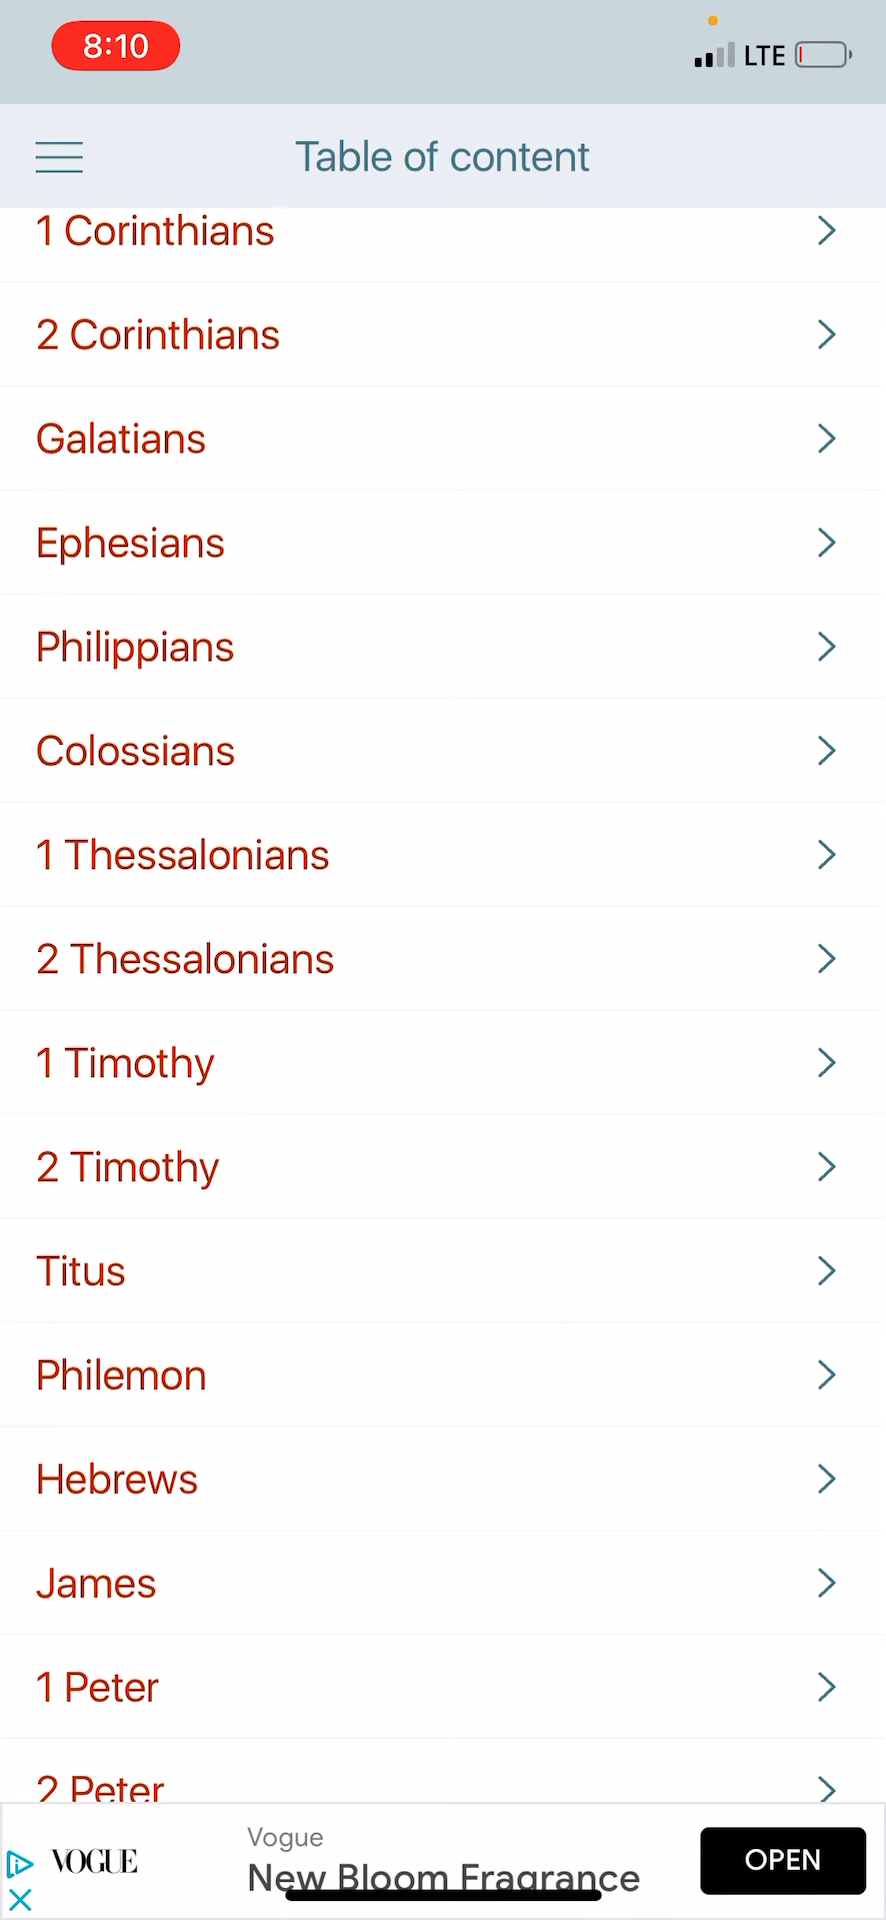 8:10
LTE
Table of content
1 Corinthians
2 Corinthians
Galatians
Ephesians
Philippians
Colossians
1 Thessalonians
2 Thessalonians
1 Timothy
2 Timothy
Titus
Philemon
Hebrews
James
1 Peter
2 Peter
VOGUE
Vogue
New Bloom Fragrance
OPEN